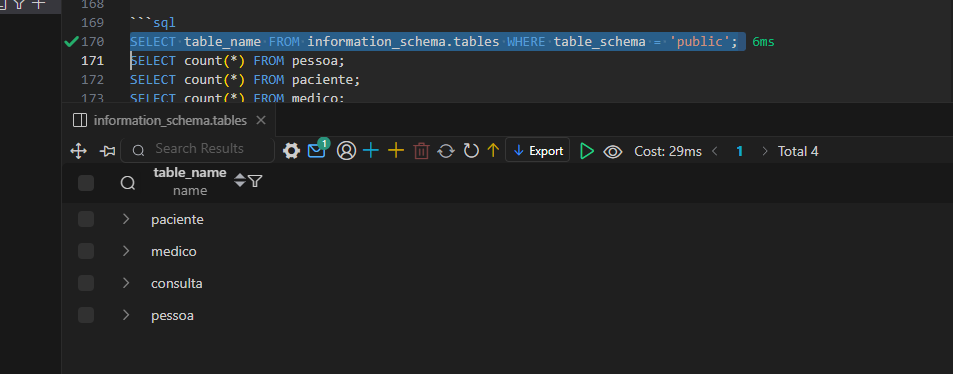 168
169 ```sql
170 SELECT table_name FROM information_schema.tables WHERE table_schema = 'public'; 6ms
171 SELECT count(*) FROM pessoa;
172 SELECT count(*) FROM paciente;
173 SELECT count(*) FROM medico;
information_schema.tables
Search Results 1 Export Cost: 29ms 1 Total 4
table_name
name
paciente
medico
consulta
pessoa